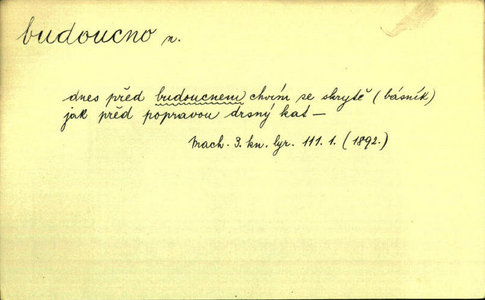 budoucno n.
dnes před budoucnem chvím se skrytě (básník)
jak před popravou drsný kat —
Mach. 3. kn. lyr. 111. 1. (1892.)